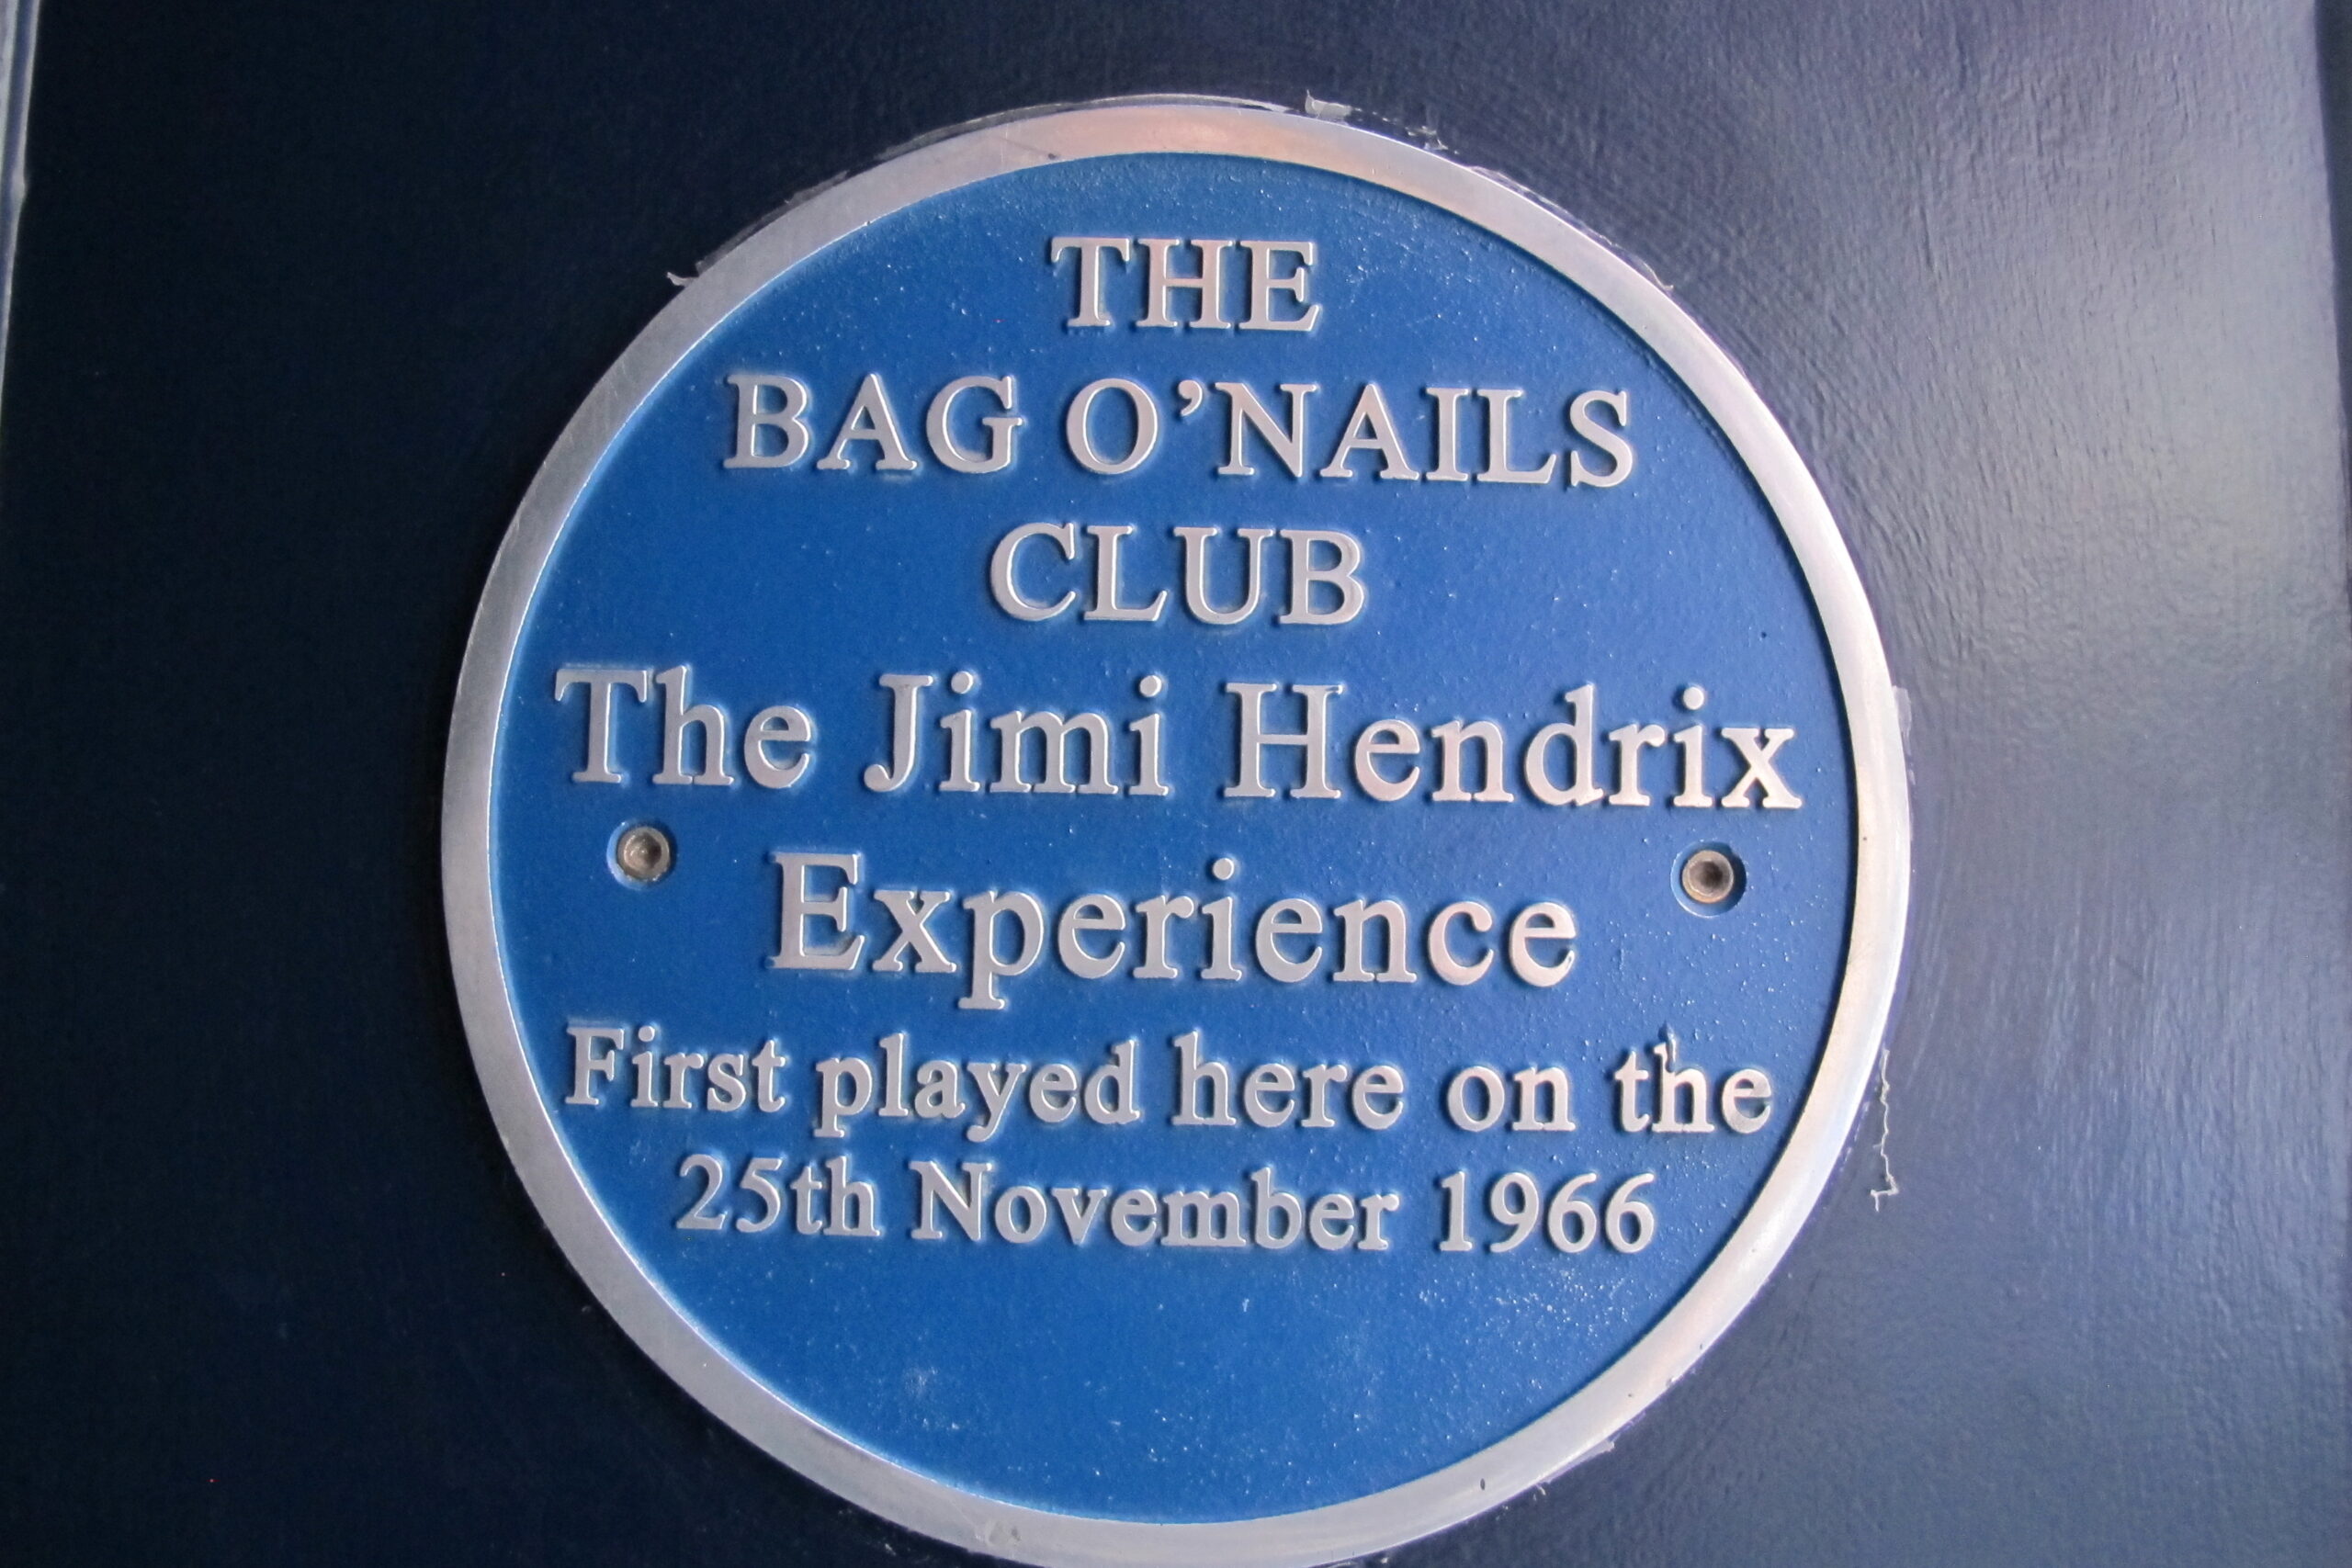 THE
BAG O'NAILS
CLUB
The Jimi Hendrix
Experience
First played here on the
25th November 1966